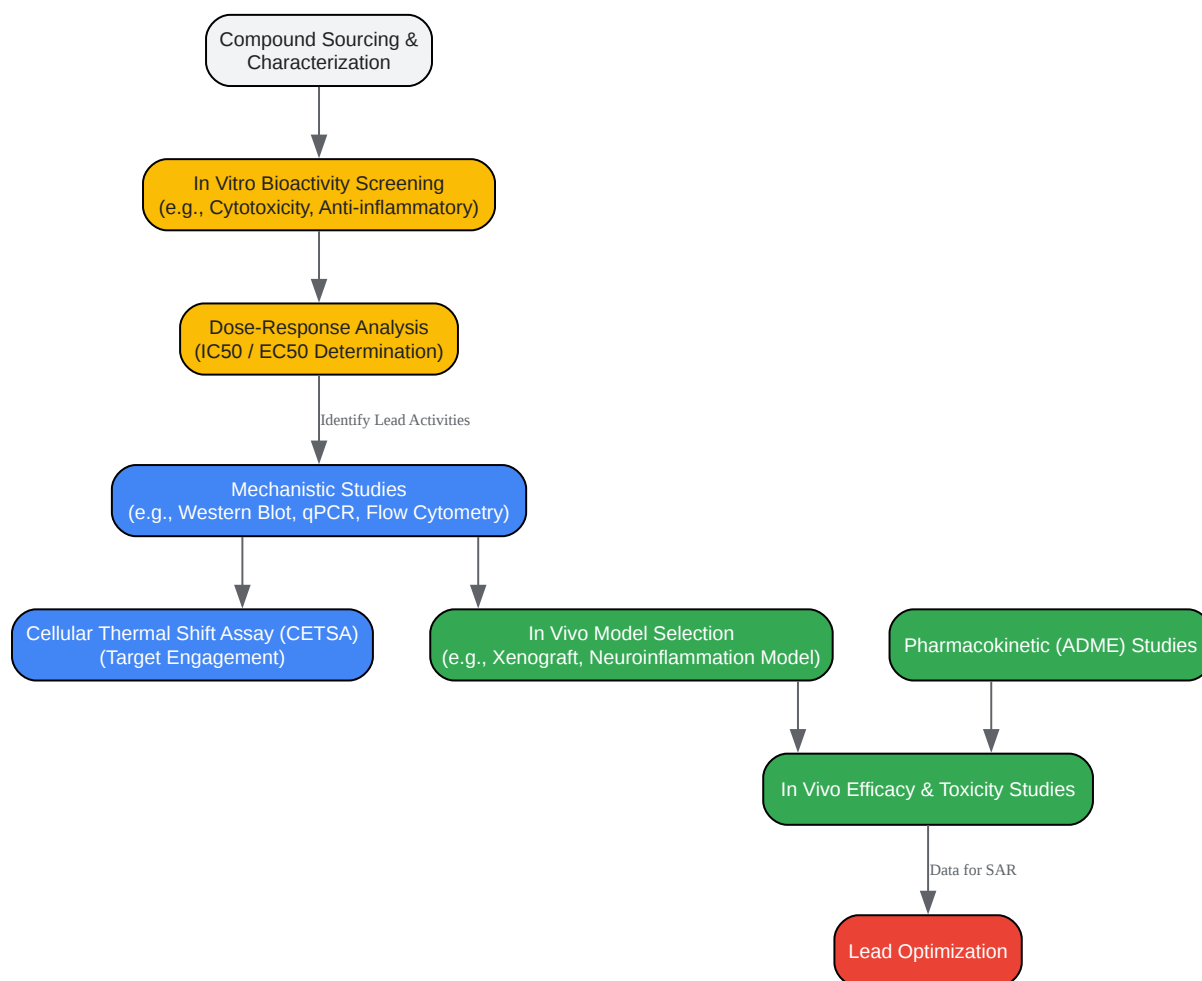 Compound Sourcing &
Characterization
In Vitro Bioactivity Screening
(e.g., Cytotoxicity, Anti-inflammatory)
Dose-Response Analysis
(IC50 / EC50 Determination)
Identify Lead Activities
Mechanistic Studies
(e.g., Western Blot, qPCR, Flow Cytometry)
Cellular Thermal Shift Assay (CETSA)
(Target Engagement)
In Vivo Model Selection
(e.g., Xenograft, Neuroinflammation Model)
Pharmacokinetic (ADME) Studies
In Vivo Efficacy & Toxicity Studies
Data for SAR
Lead Optimization